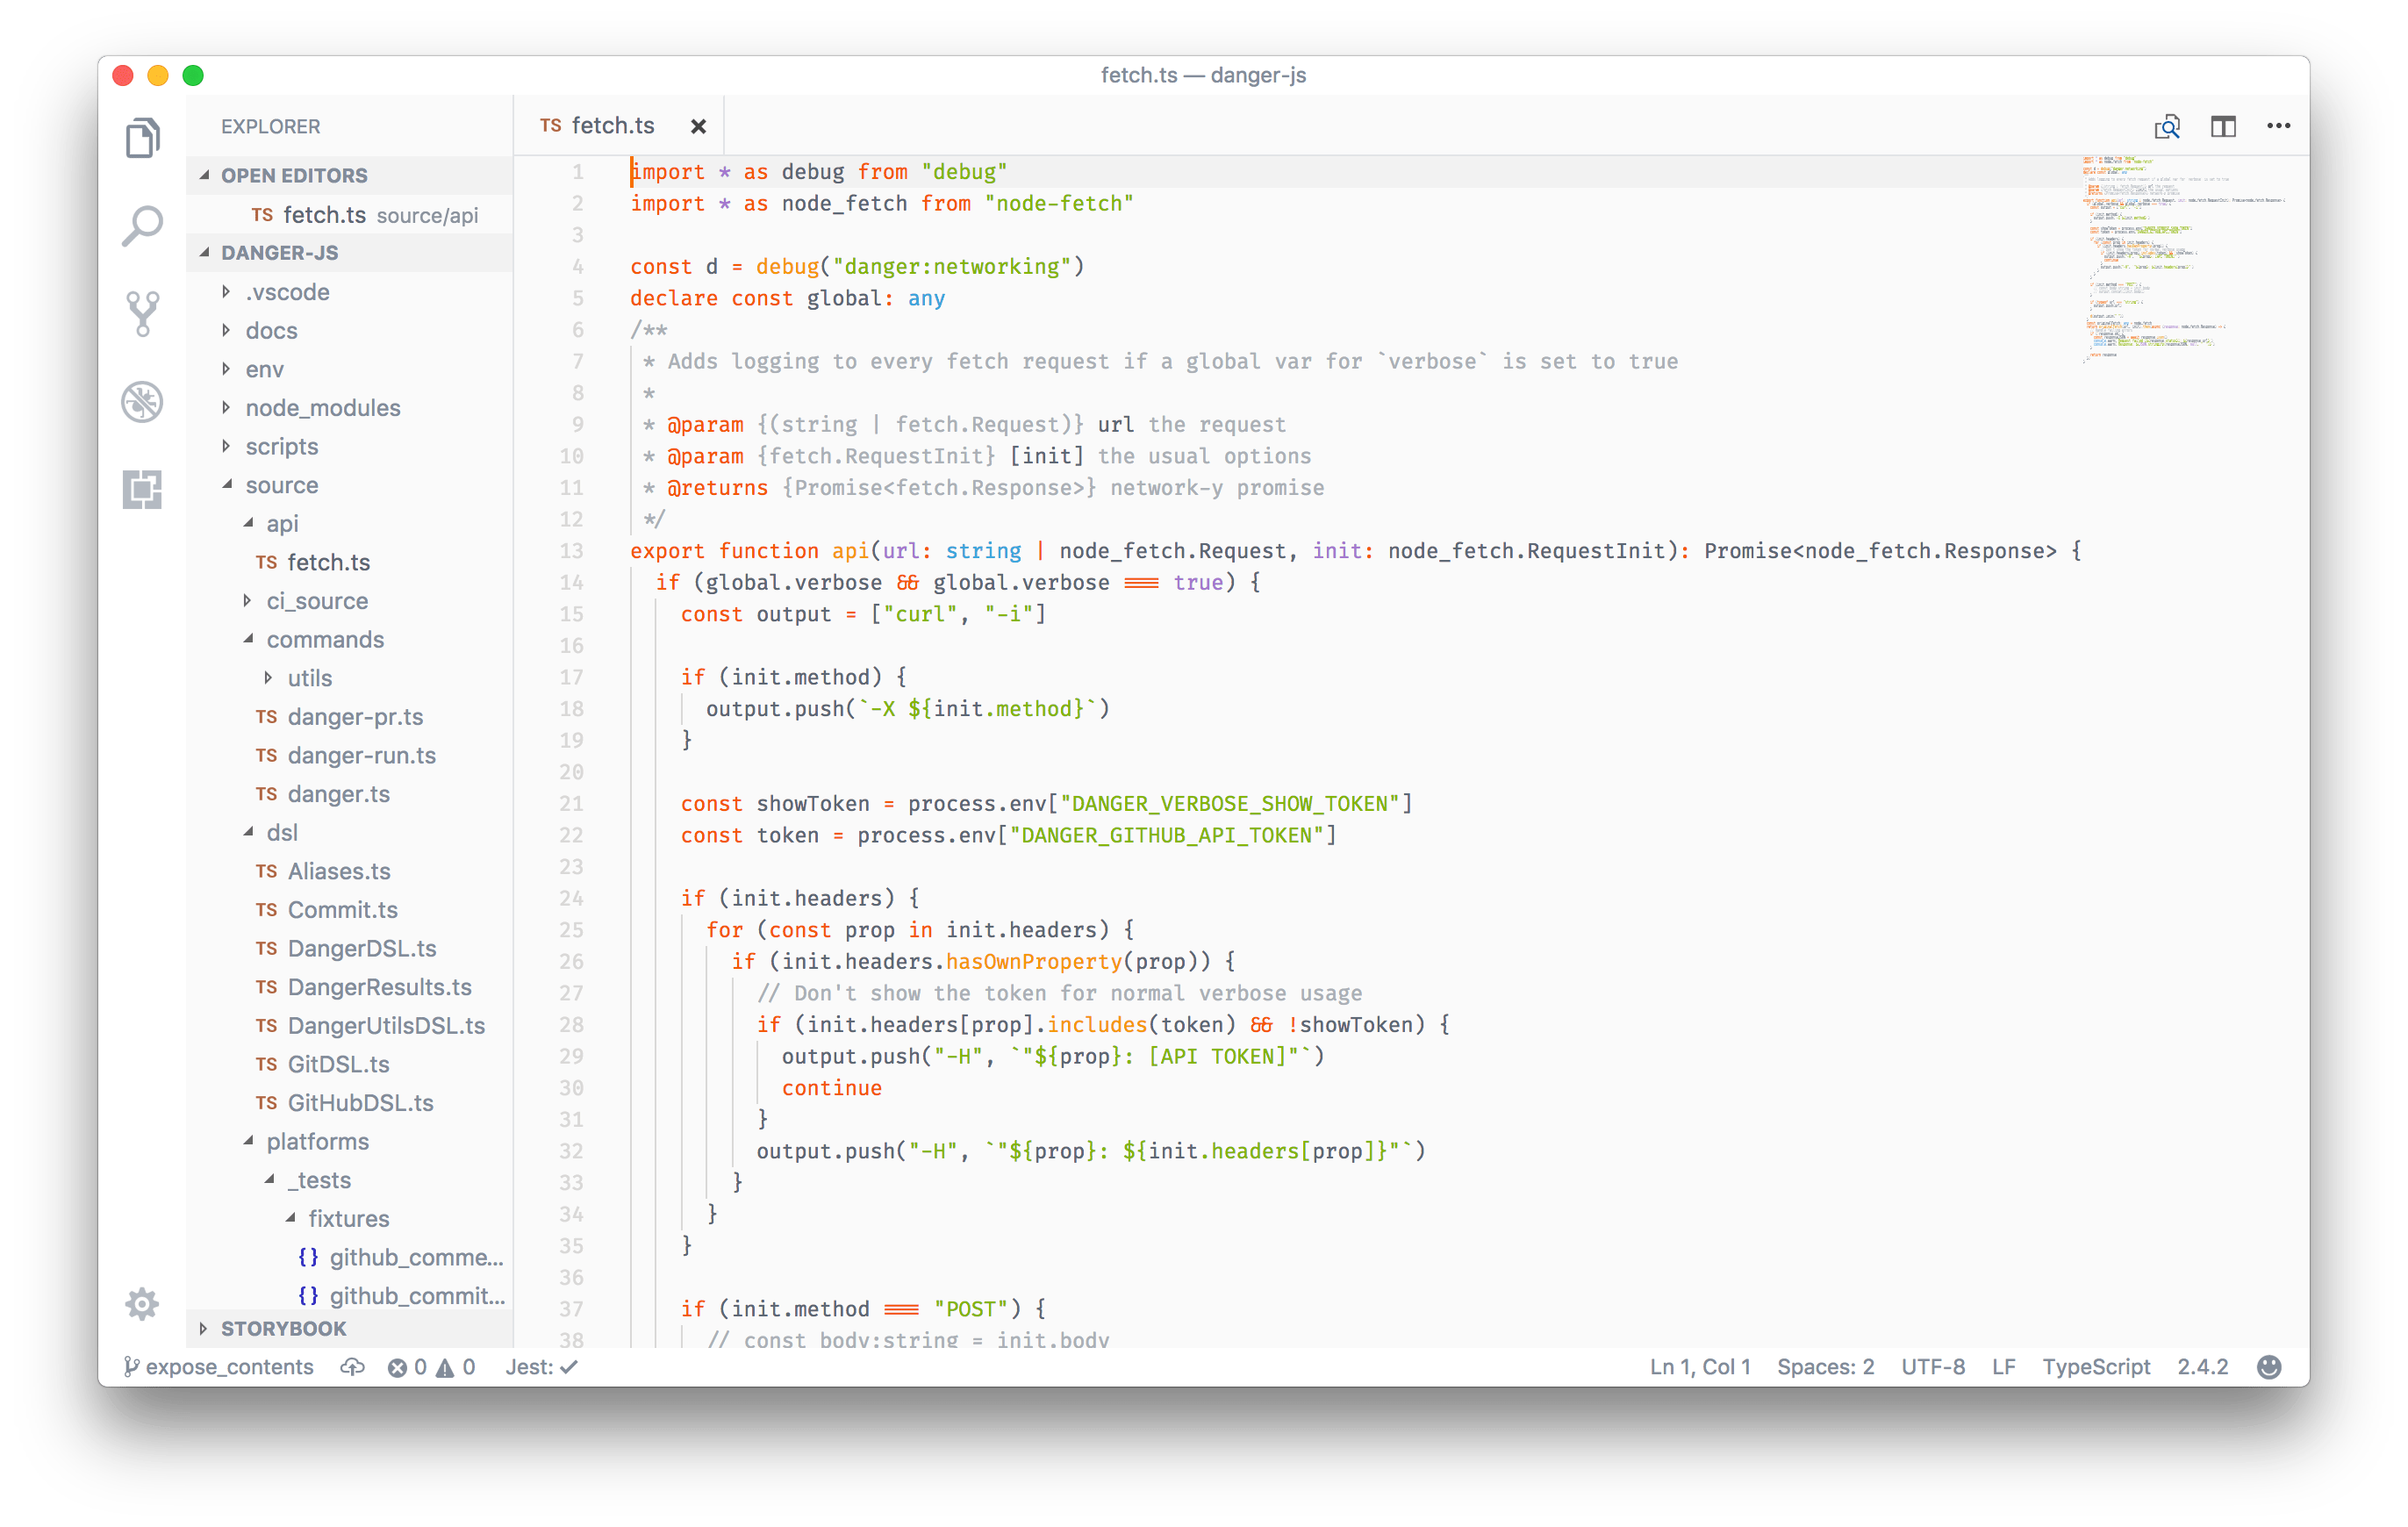 fetch.ts — danger-js
EXPLORER
OPEN EDITORS
TS fetch.ts source/api
DANGER-JS
.vscode
docs
env
node_modules
scripts
source
api
TS fetch.ts
ci_source
commands
utils
TS danger-pr.ts
TS danger-run.ts
TS danger.ts
dsl
TS Aliases.ts
TS Commit.ts
TS DangerDSL.ts
TS DangerResults.ts
TS DangerUtilsDSL.ts
TS GitDSL.ts
TS GitHubDSL.ts
platforms
_tests
fixtures
{} github_comme...
{} github_commit...
STORYBOOK
TS fetch.ts ×
1 import * as debug from "debug"
2 import * as node_fetch from "node-fetch"
3
4 const d = debug("danger:networking")
5 declare const global: any
6 /**
7 * Adds logging to every fetch request if a global var for `verbose` is set to true
8 *
9 * @param {(string | fetch.Request)} url the request
10 * @param {fetch.RequestInit} [init] the usual options
11 * @returns {Promise<fetch.Response>} network-y promise
12 */
13 export function api(url: string | node_fetch.Request, init: node_fetch.RequestInit): Promise<node_fetch.Response> {
14 if (global.verbose && global.verbose === true) {
15 const output = ["curl", "-i"]
16
17 if (init.method) {
18 output.push(`-X ${init.method}`)
19 }
20
21 const showToken = process.env["DANGER_VERBOSE_SHOW_TOKEN"]
22 const token = process.env["DANGER_GITHUB_API_TOKEN"]
23
24 if (init.headers) {
25 for (const prop in init.headers) {
26 if (init.headers.hasOwnProperty(prop)) {
27 // Don't show the token for normal verbose usage
28 if (init.headers[prop].includes(token) && !showToken) {
29 output.push("-H", `"${prop}: [API TOKEN]"`)
30 continue
31 }
32 output.push("-H", `"${prop}: ${init.headers[prop]}"`)
33 }
34 }
35 }
36
37 if (init.method === "POST") {
38 // const body:string = init.body
expose_contents 0 0 Jest: ✓ Ln 1, Col 1 Spaces: 2 UTF-8 LF TypeScript 2.4.2